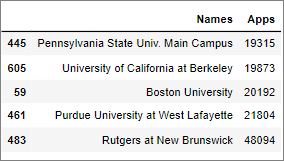 Names Apps
445 Pennsylvania State Univ. Main Campus 19315
605 University of California at Berkeley 19873
59 Boston University 20192
461 Purdue University at West Lafayette 21804
483 Rutgers at New Brunswick 48094